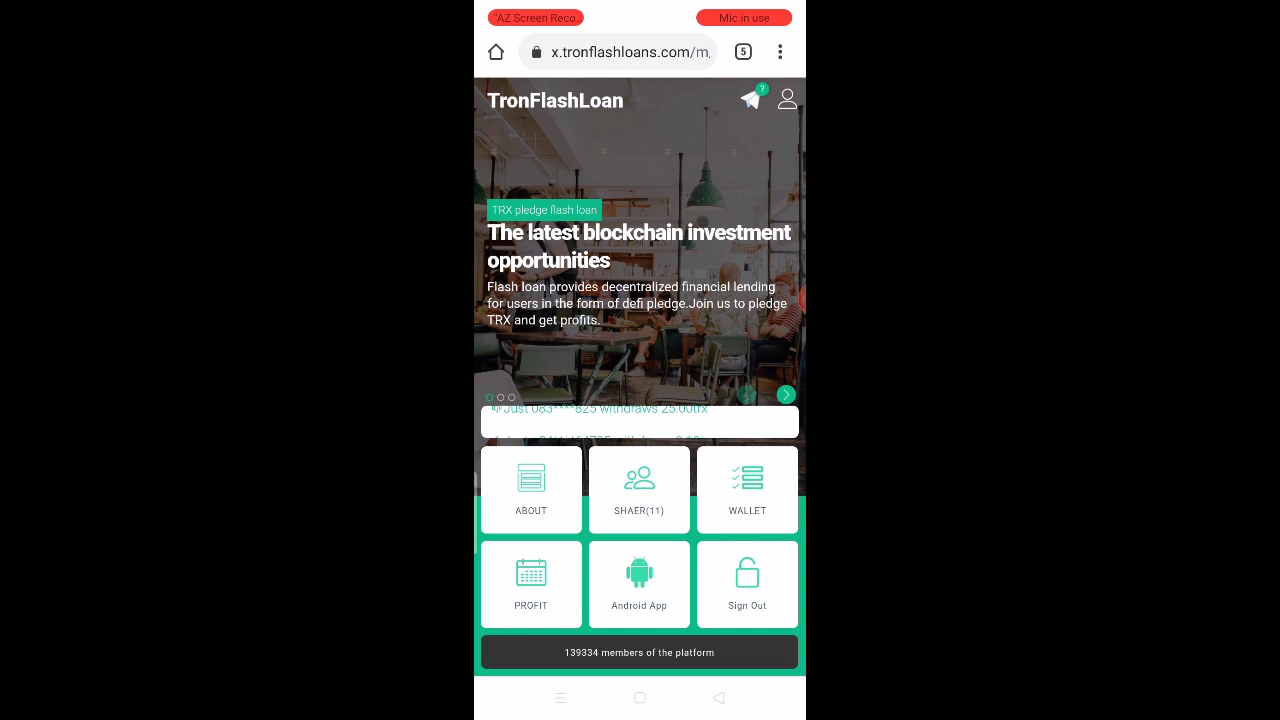 "AZ Screen Reco..
Mic in use
x.tronflashloans.com/m
5
TronFlashLoan
?
TRX pledge flash loan
The latest blockchain investment
opportunities
Flash loan provides decentralized financial lending
for users in the form of defi pledge.Join us to pledge
TRX and get profits.
Just 083****825 withdraws 25.00trx
ABOUT
SHAER(11)
WALLET
PROFIT
Android App
Sign Out
139334 members of the platform